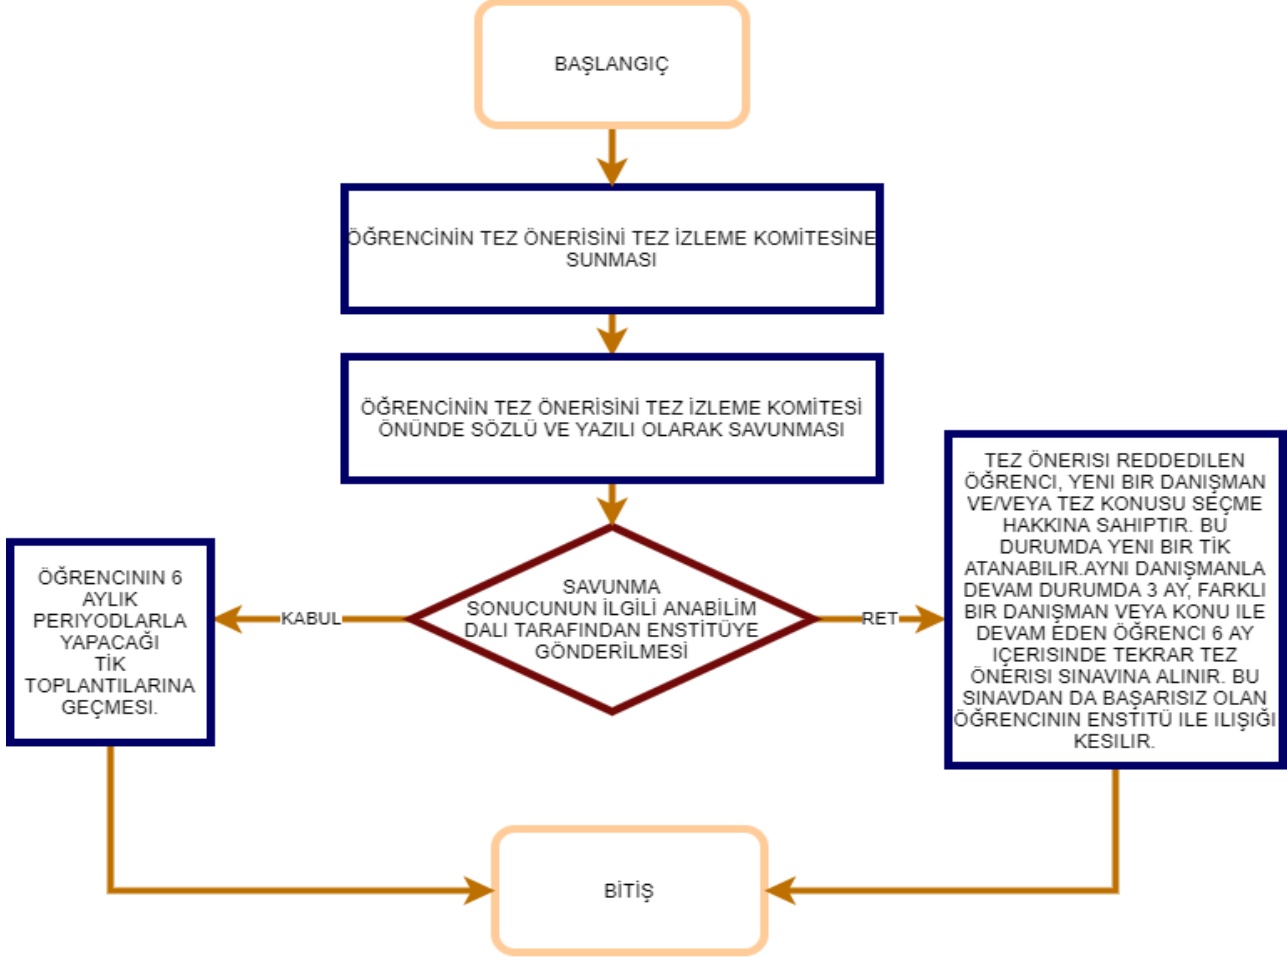 BAŞLANGIÇ
ÖĞRENCİNİN TEZ ÖNERİSİNİ TEZ İZLEME KOMİTESİNE
SUNMASI
ÖĞRENCİNİN TEZ ÖNERİSİNİ TEZ İZLEME KOMİTESİ
ÖNÜNDE SÖZLÜ VE YAZILI OLARAK SAVUNMASI
SAVUNMA
SONUCUNUN İLGİLİ ANABİLİM
DALI TARAFINDAN ENSTİTÜYE
GÖNDERİLMESİ
KABUL
ÖĞRENCININ 6
AYLIK
PERIYODLARLA
YAPACAĞI
TİK
TOPLANTILARINA
GEÇMESI.
RET
TEZ ÖNERISI REDDEDILEN
ÖĞRENCI, YENI BIR DANIŞMAN
VE/VEYA TEZ KONUSU SEÇME
HAKKINA SAHIPTIR. BU
DURUMDA YENI BIR TİK
ATANABILIR.AYNI DANIŞMANLA
DEVAM DURUMDA 3 AY, FARKLI
BIR DANIŞMAN VEYA KONU ILE
DEVAM EDEN ÖĞRENCI 6 AY
IÇERISINDE TEKRAR TEZ
ÖNERISI SINAVINA ALINIR. BU
SINAVDAN DA BAŞARISIZ OLAN
ÖĞRENCININ ENSTİTÜ ILE ILIŞIĞI
KESILIR.
BİTİŞ